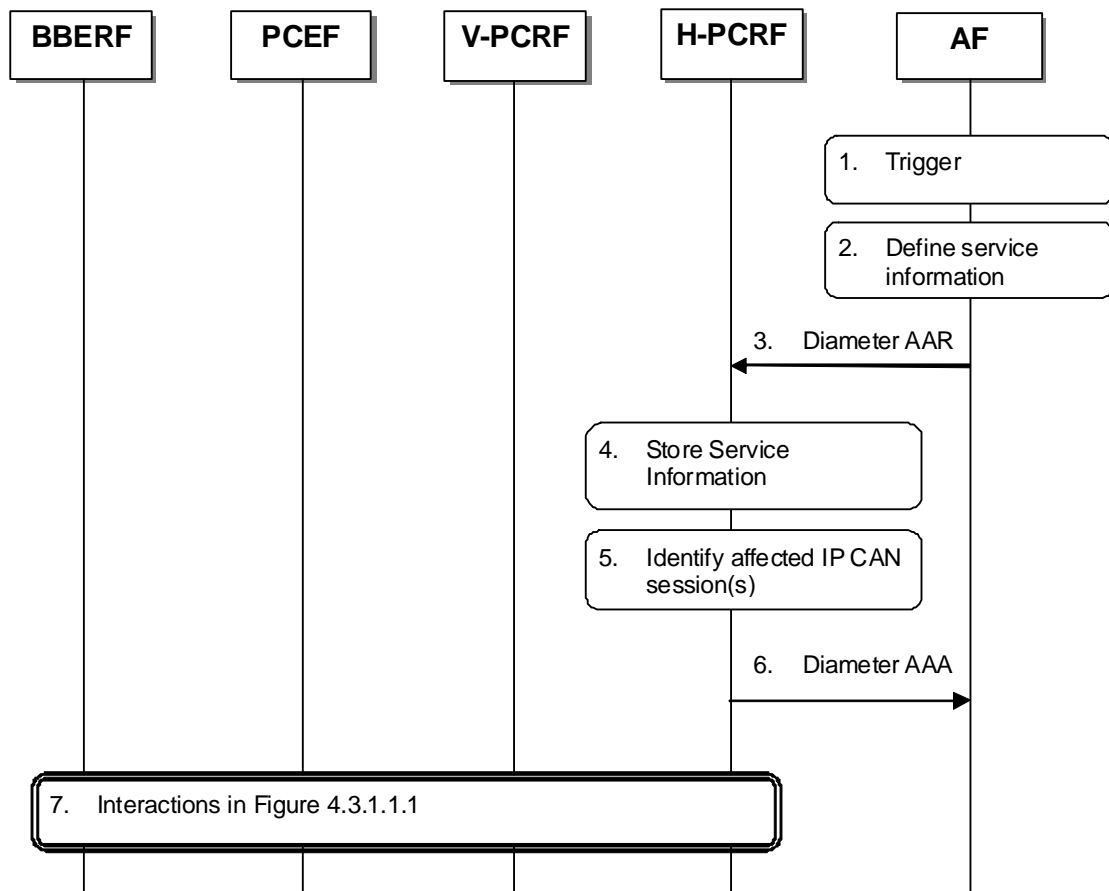 BBERF PCEF V-PCRF H-PCRF AF
1. Trigger
2. Define service
information
3. Diameter AAR
4. Store Service
Information
5. Identify affected IP CAN
session(s)
6. Diameter AAA
7. Interactions in Figure 4.3.1.1.1